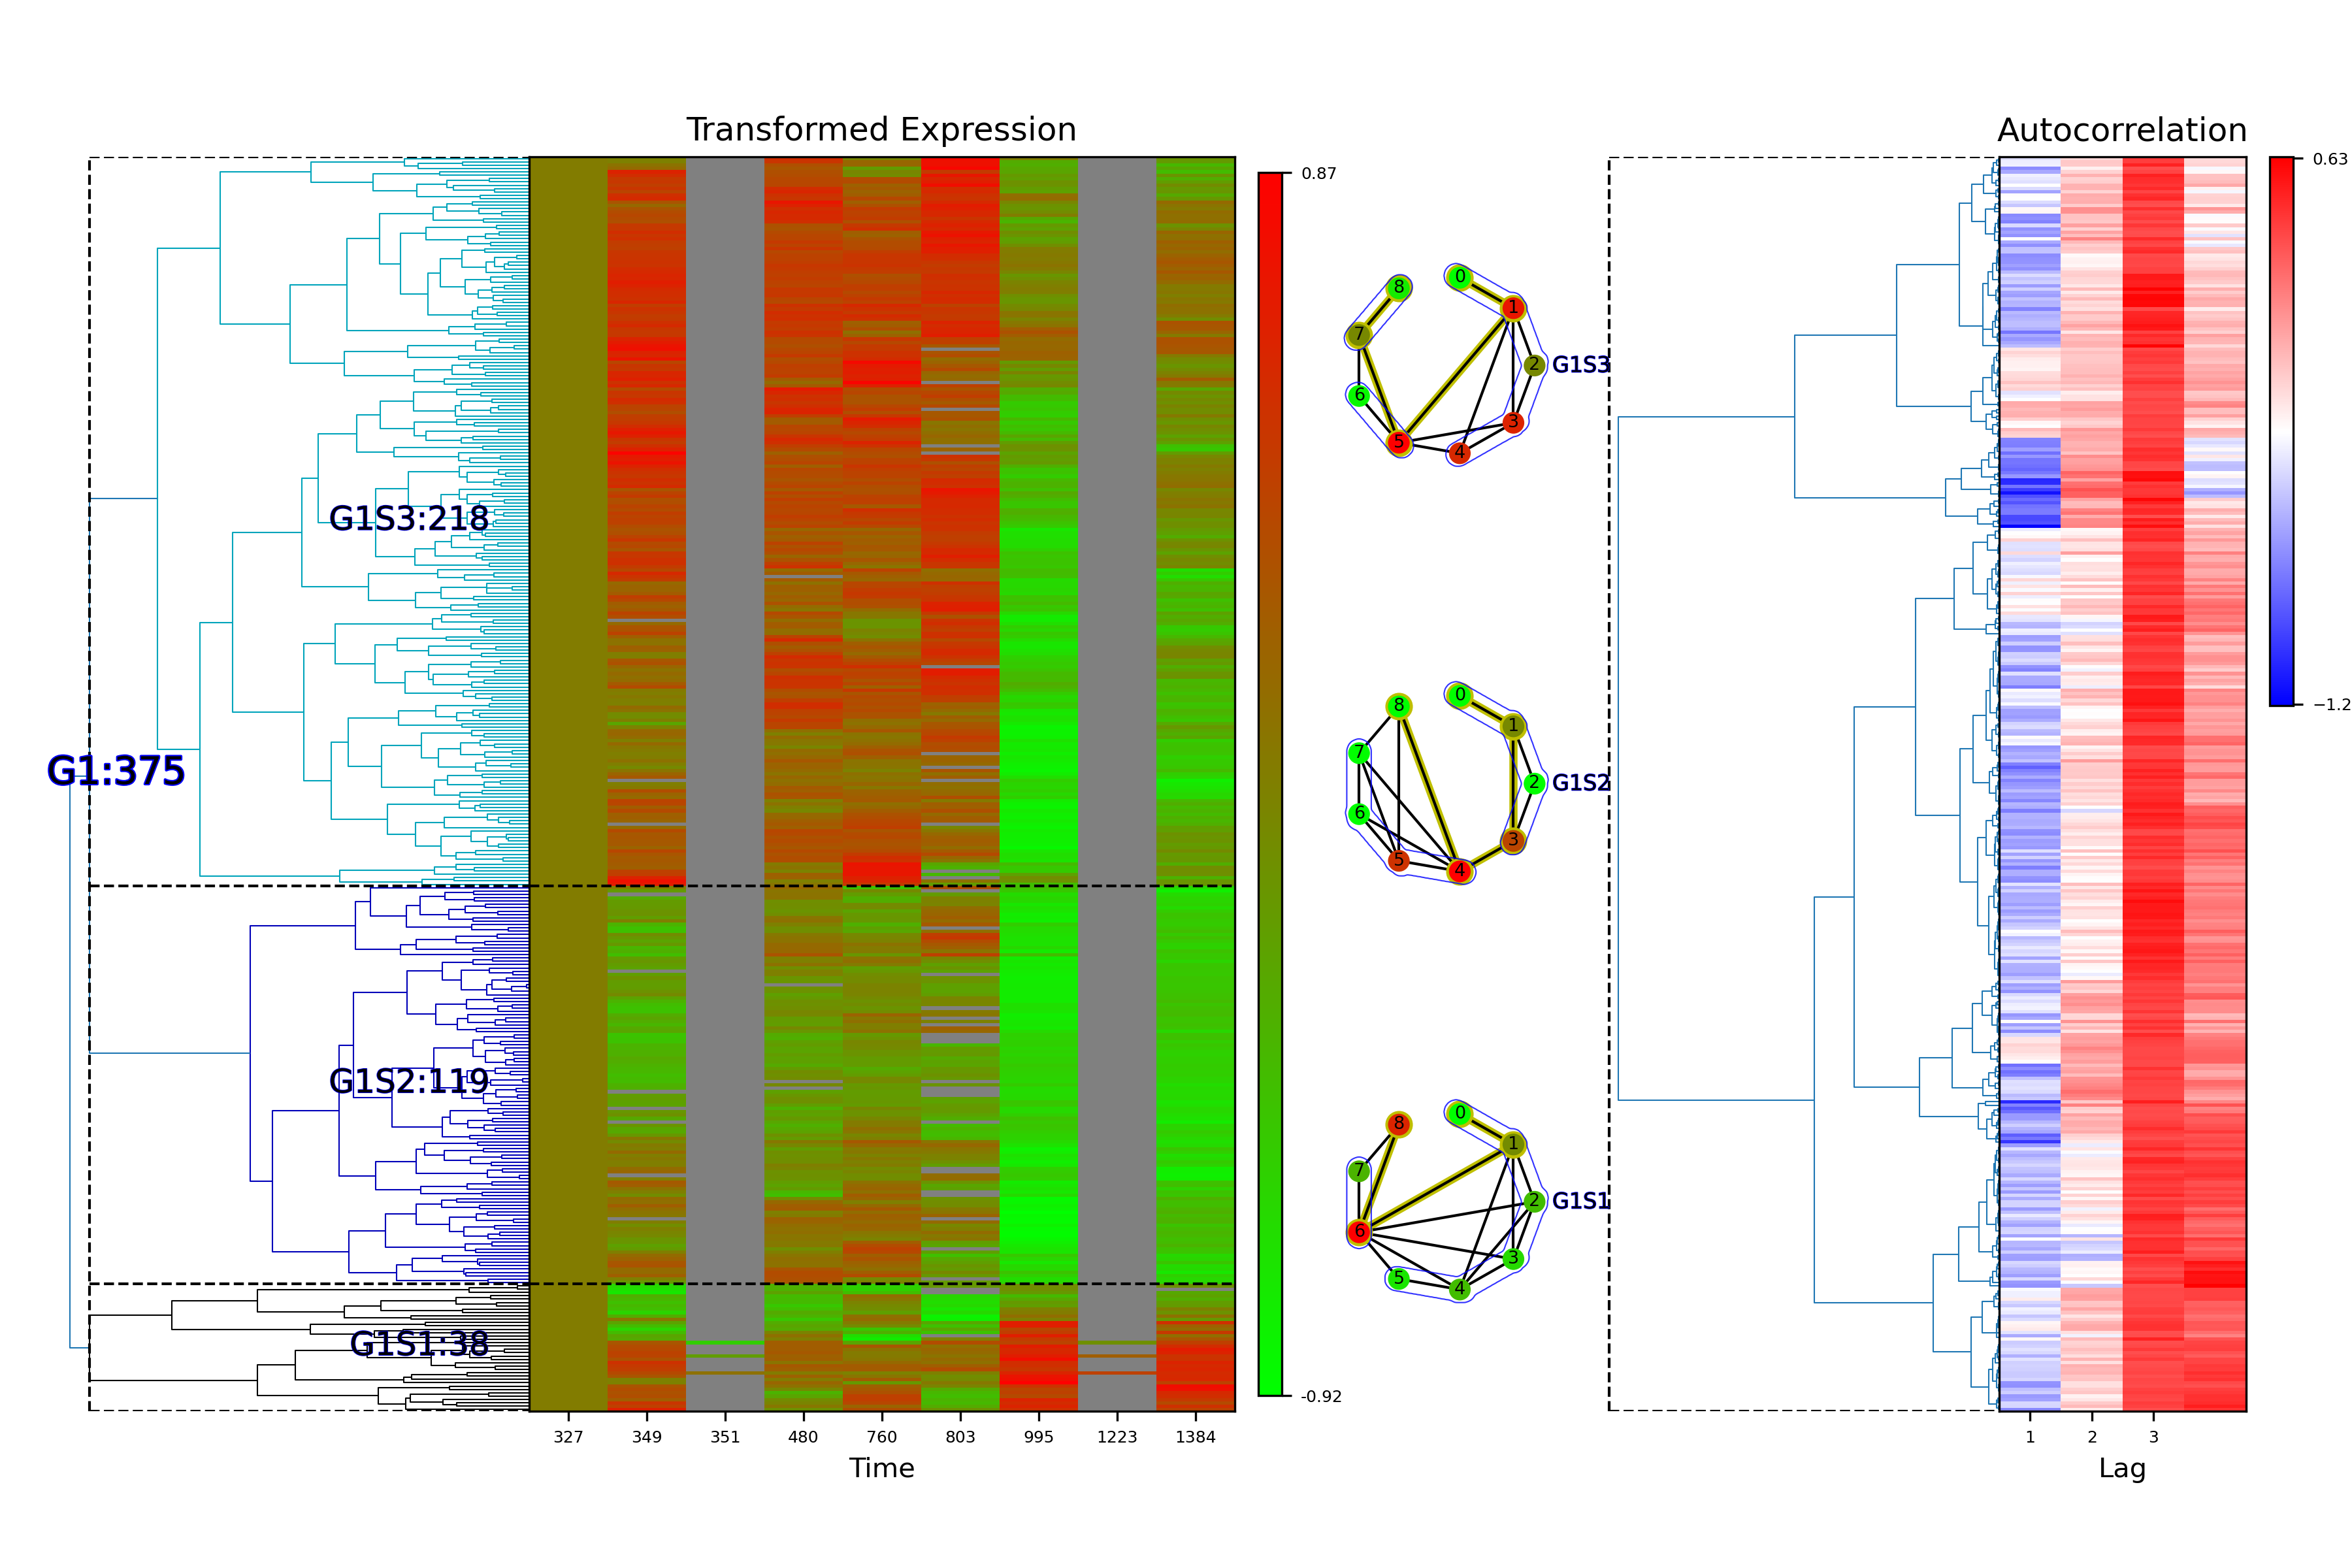 Transformed Expression
Autocorrelation
0.87
-0.92
0.63
−1.2
G1:375
G1S3:218
G1S2:119
G1S1:38
0
1
2
3
4
5
6
7
8
G1S3
0
1
2
3
4
5
6
7
8
G1S2
0
1
2
3
4
5
6
7
8
G1S1
327 349 351 480 760 803 995 1223 1384
Time
1 2 3
Lag